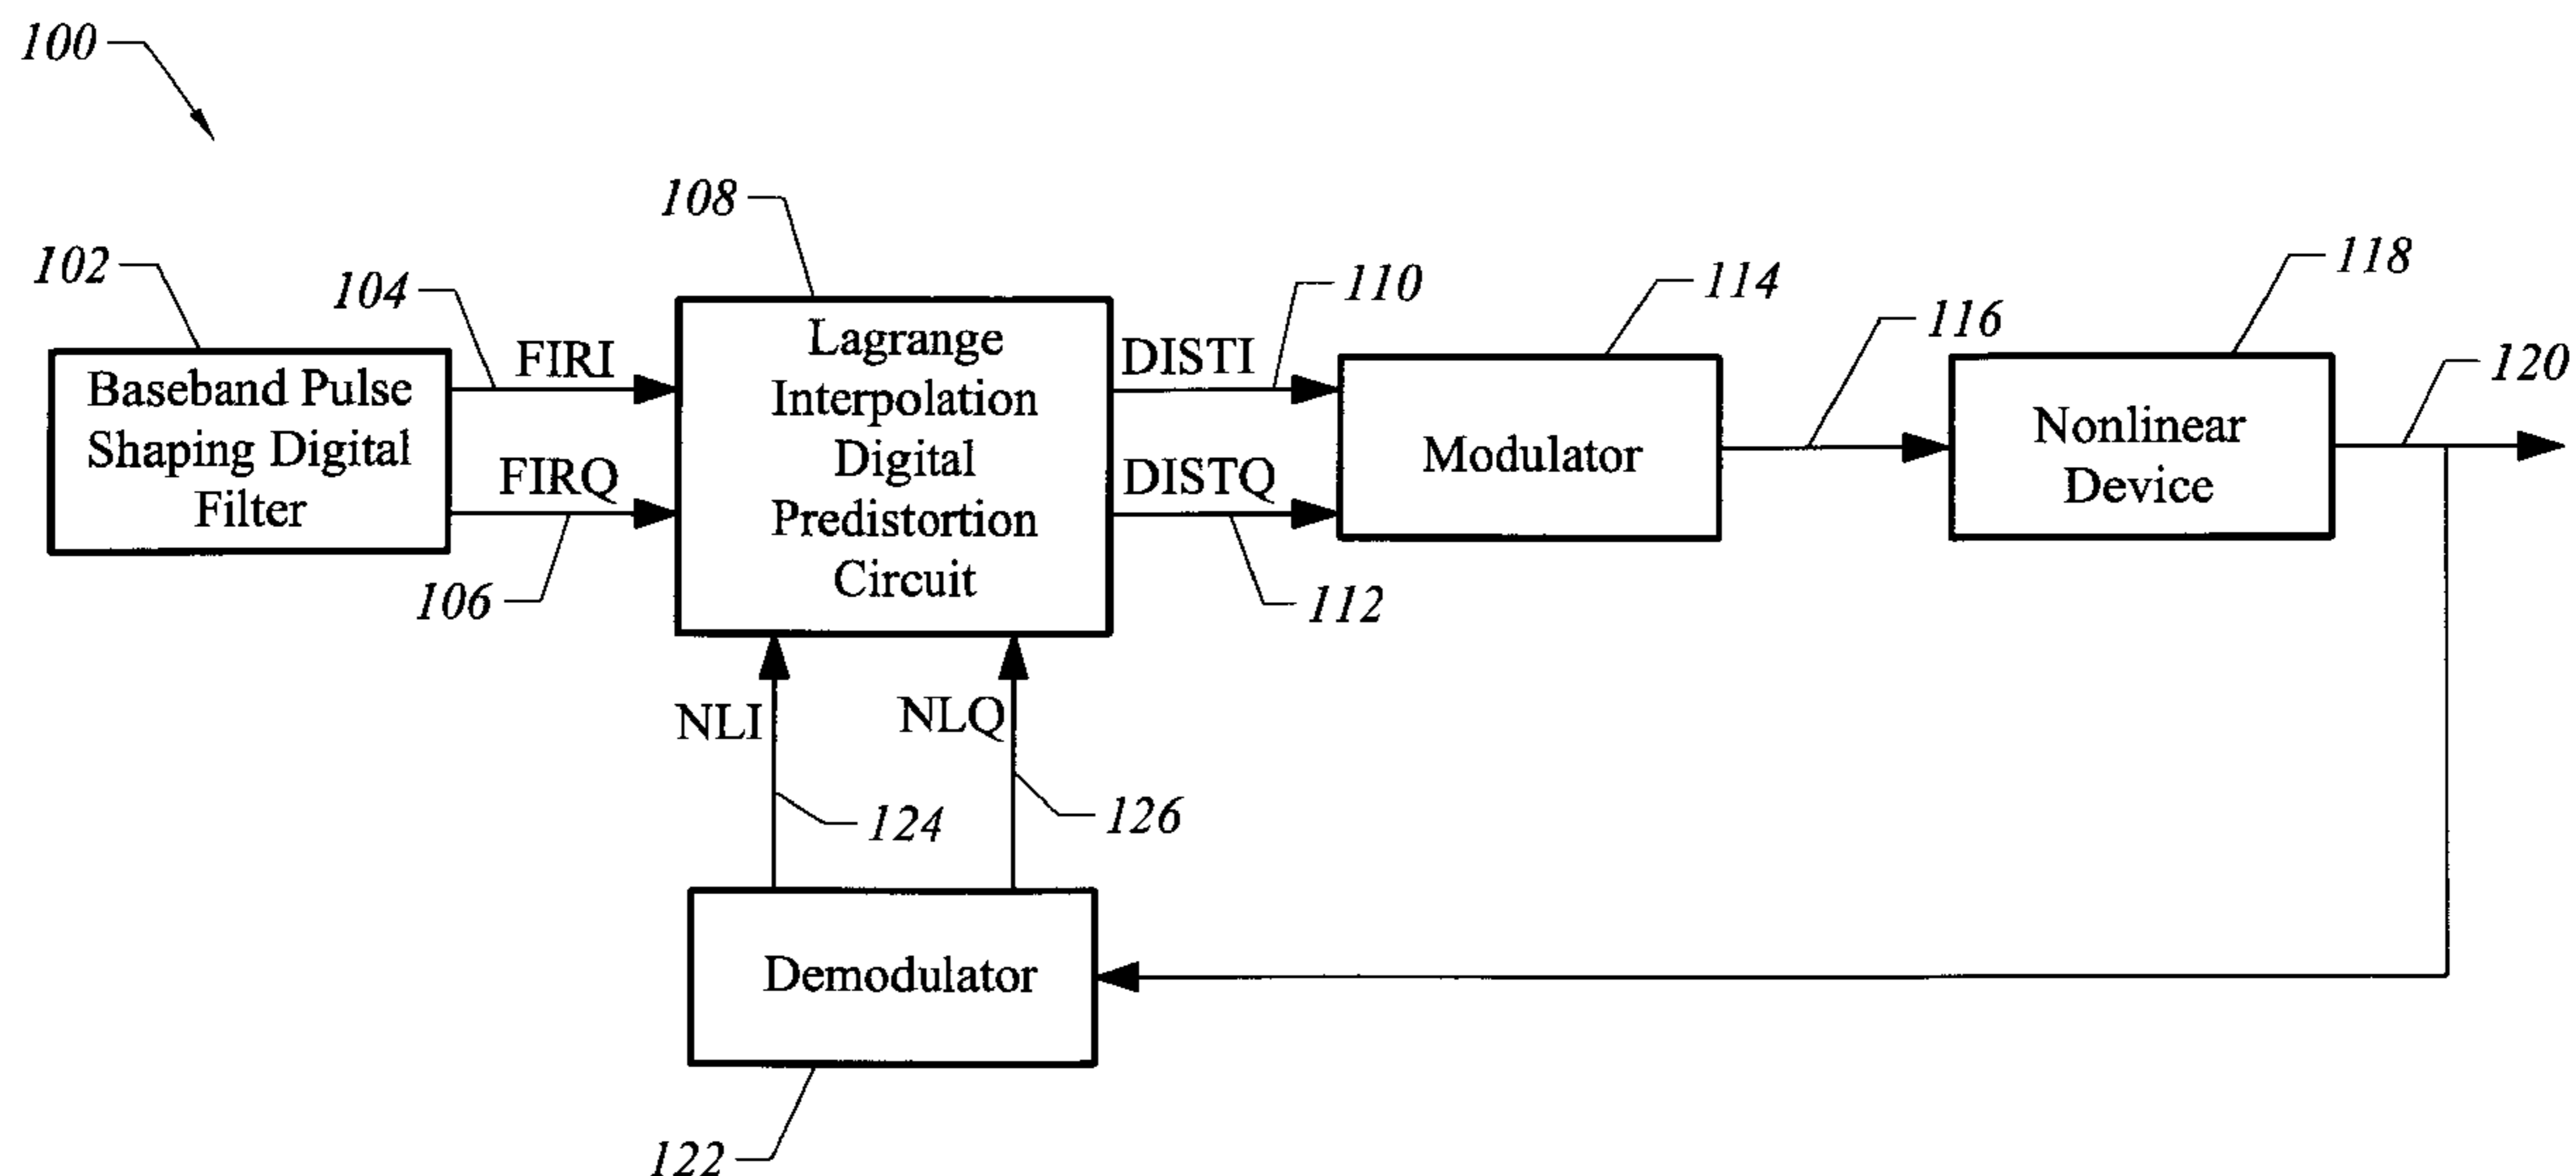 100
108
102
104
110
114
116
118
120
FIRI
Baseband Pulse
Shaping Digital
Filter
FIRQ
106
Lagrange
Interpolation
Digital
Predistortion
Circuit
DISTI
DISTQ
112
Modulator
Nonlinear
Device
NLI
NLQ
124
126
Demodulator
122